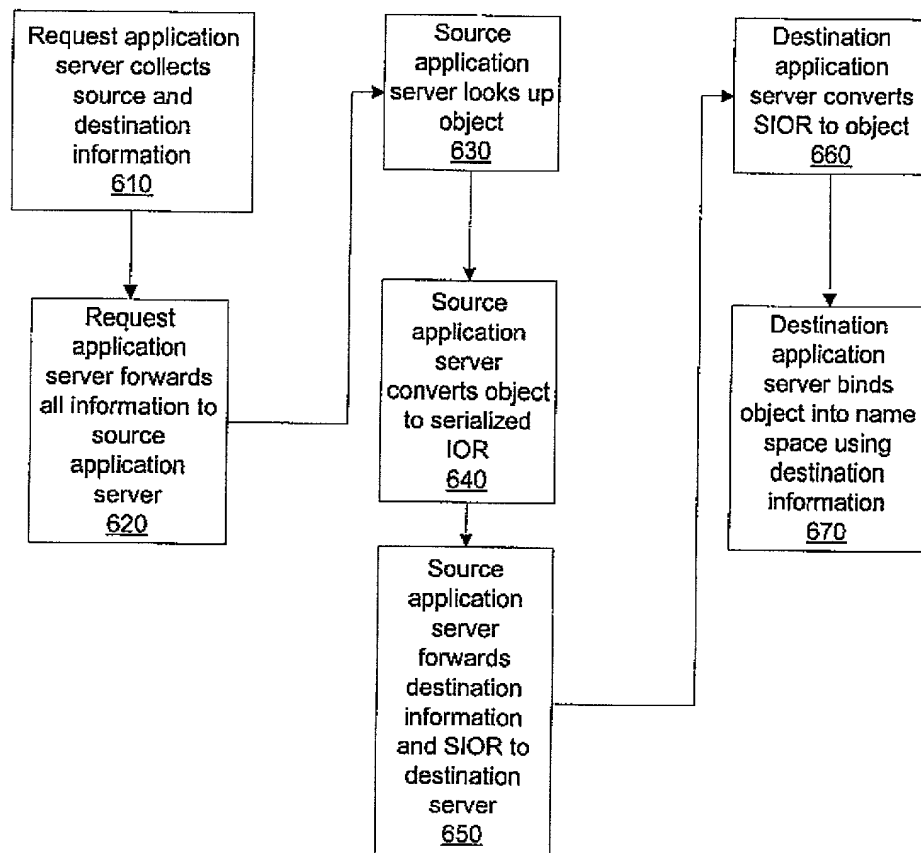 Request application
server collects
source and
destination
information
610
Request
application
server forwards
all information to
source
application
server
620
Source
application
server looks up
object
630
Source
application
server
converts object
to serialized
IOR
640
Source
application
server
forwards
destination
information
and SIOR to
destination
server
650
Destination
application
server converts
SIOR to object
660
Destination
application
server binds
object into name
space using
destination
information
670